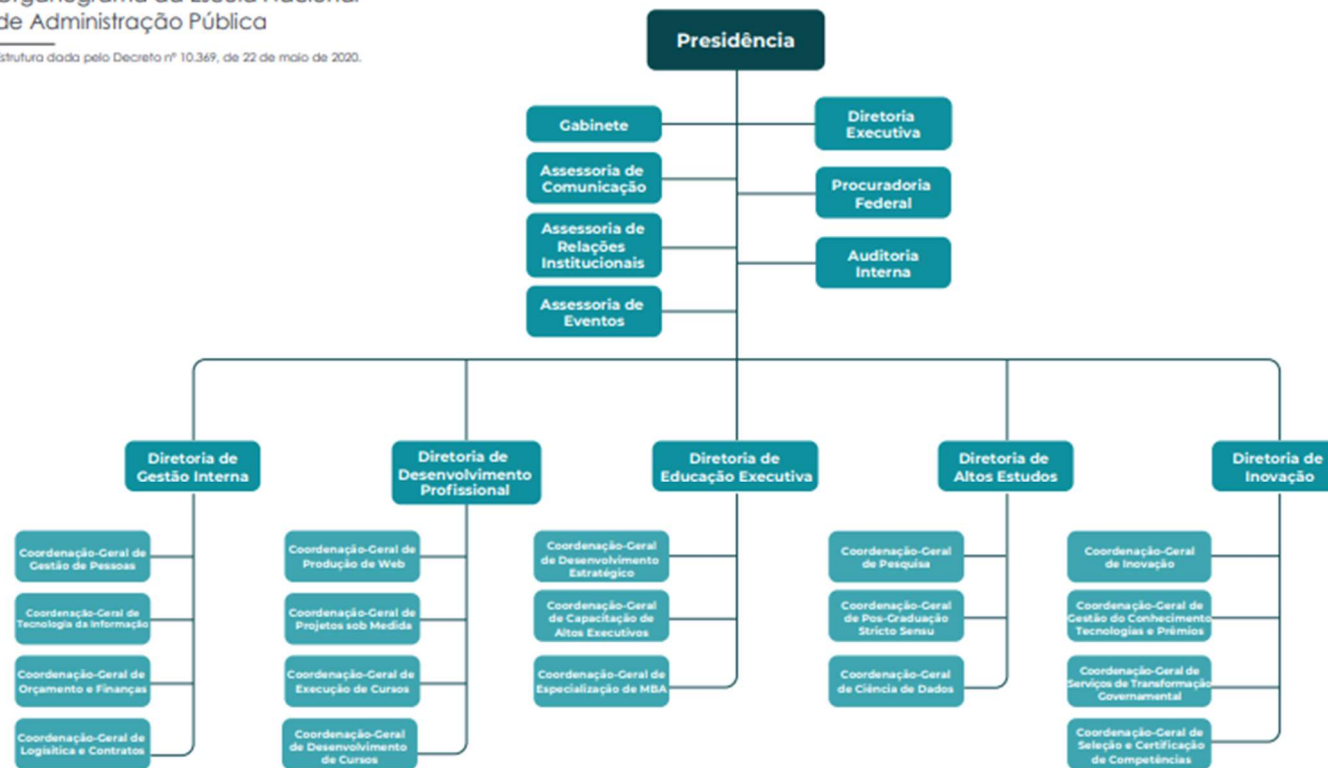 de Administração Pública
Estrutura dada pelo Decreto nº 10.369, de 22 de maio de 2020.
Presidência
Gabinete
Diretoria
Executiva
Assessoria de
Comunicação
Procuradoria
Federal
Assessoria de
Relações
Institucionais
Auditoria
Interna
Assessoria de
Eventos
Diretoria de
Gestão Interna
Diretoria de
Desenvolvimento
Profissional
Diretoria de
Educação Executiva
Diretoria de
Altos Estudos
Diretoria de
Inovação
Coordenação-Geral de
Gestão de Pessoas
Coordenação-Geral de
Tecnologia da Informação
Coordenação-Geral de
Orçamento e Finanças
Coordenação-Geral de
Logísitica e Contratos
Coordenação-Geral de
Produção de Web
Coordenação-Geral de
Projetos sob Medida
Coordenação-Geral de
Execução de Cursos
Coordenação-Geral
de Desenvolvimento
de Cursos
Coordenação-Geral
de Desenvolvimento
Estratégico
Coordenação-Geral
de Capacitação de
Altos Executivos
Coordenação-Geral de
Especialização de MBA
Coordenação-Geral
de Pesquisa
Coordenação-Geral
de Pos-Graduação
Stricto Sensu
Coordenação-Geral
de Ciência de Dados
Coordenação-Geral
de Inovação
Coordenação-Geral de
Gestão do Conhecimento
Tecnologias e Prêmios
Coordenação-Geral de
Serviços de Transformação
Governamental
Coordenação-Geral de
Seleção e Certificação
de Competências